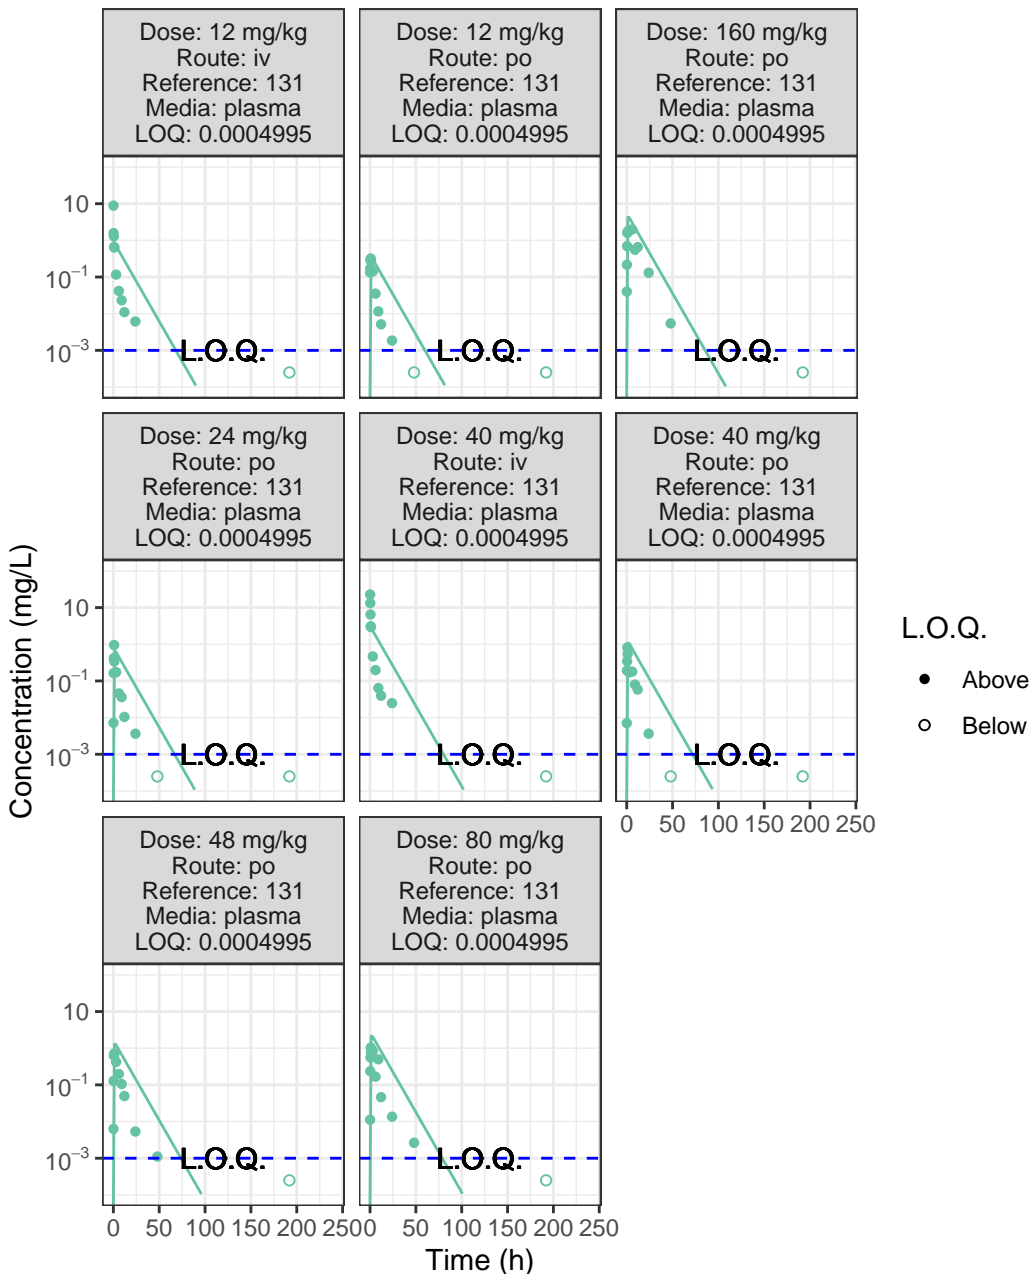 Dose: 12 mg/kg
Route: iv
Reference: 131
Media: plasma
LOQ: 0.0004995
Dose: 12 mg/kg
Route: po
Reference: 131
Media: plasma
LOQ: 0.0004995
Dose: 160 mg/kg
Route: po
Reference: 131
Media: plasma
LOQ: 0.0004995
10
10⁻¹
10⁻³
L.O.Q.
L.O.Q.
L.O.Q.
Dose: 24 mg/kg
Route: po
Reference: 131
Media: plasma
LOQ: 0.0004995
Dose: 40 mg/kg
Route: iv
Reference: 131
Media: plasma
LOQ: 0.0004995
Dose: 40 mg/kg
Route: po
Reference: 131
Media: plasma
LOQ: 0.0004995
Concentration (mg/L)
10
10⁻¹
10⁻³
L.O.Q.
L.O.Q.
L.O.Q.
0 50 100 150 200 250
L.O.Q.
Above
Below
Dose: 48 mg/kg
Route: po
Reference: 131
Media: plasma
LOQ: 0.0004995
Dose: 80 mg/kg
Route: po
Reference: 131
Media: plasma
LOQ: 0.0004995
10
10⁻¹
10⁻³
L.O.Q.
L.O.Q.
0 50 100 150 200 250
0 50 100 150 200 250
Time (h)